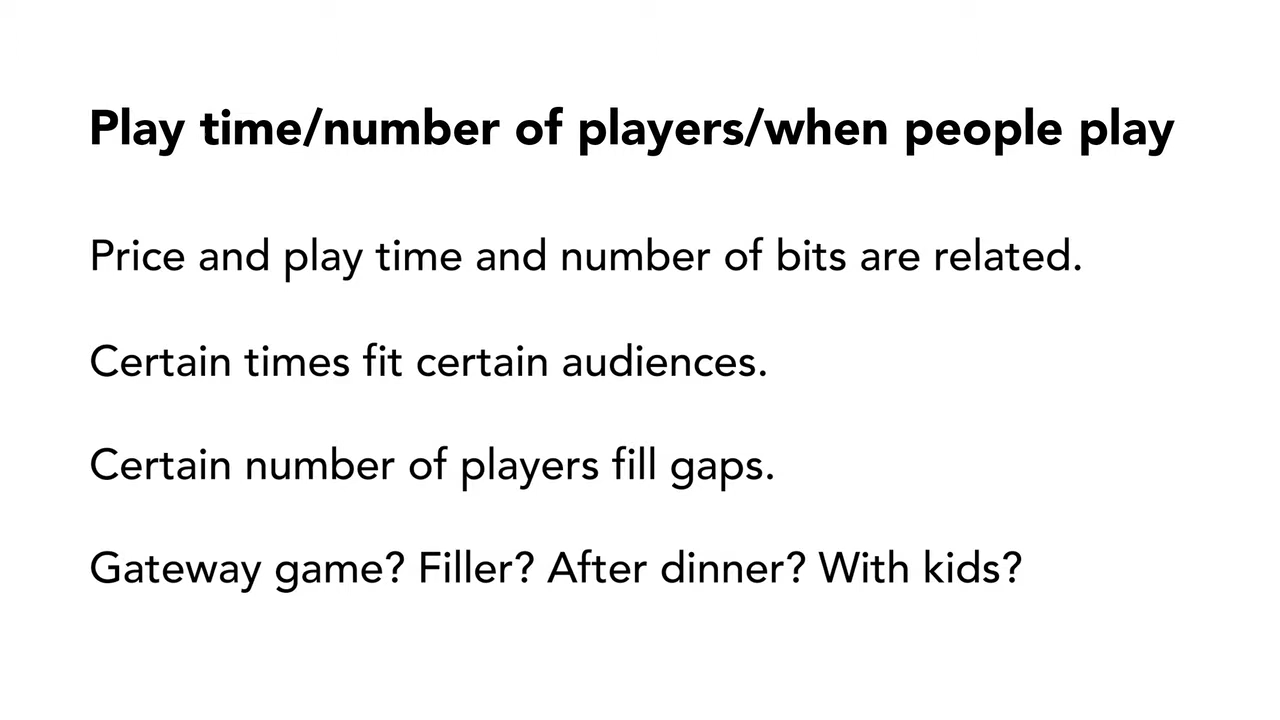 Play time/number of players/when people play
Price and play time and number of bits are related.
Certain times fit certain audiences.
Certain number of players fill gaps.
Gateway game? Filler? After dinner? With kids?